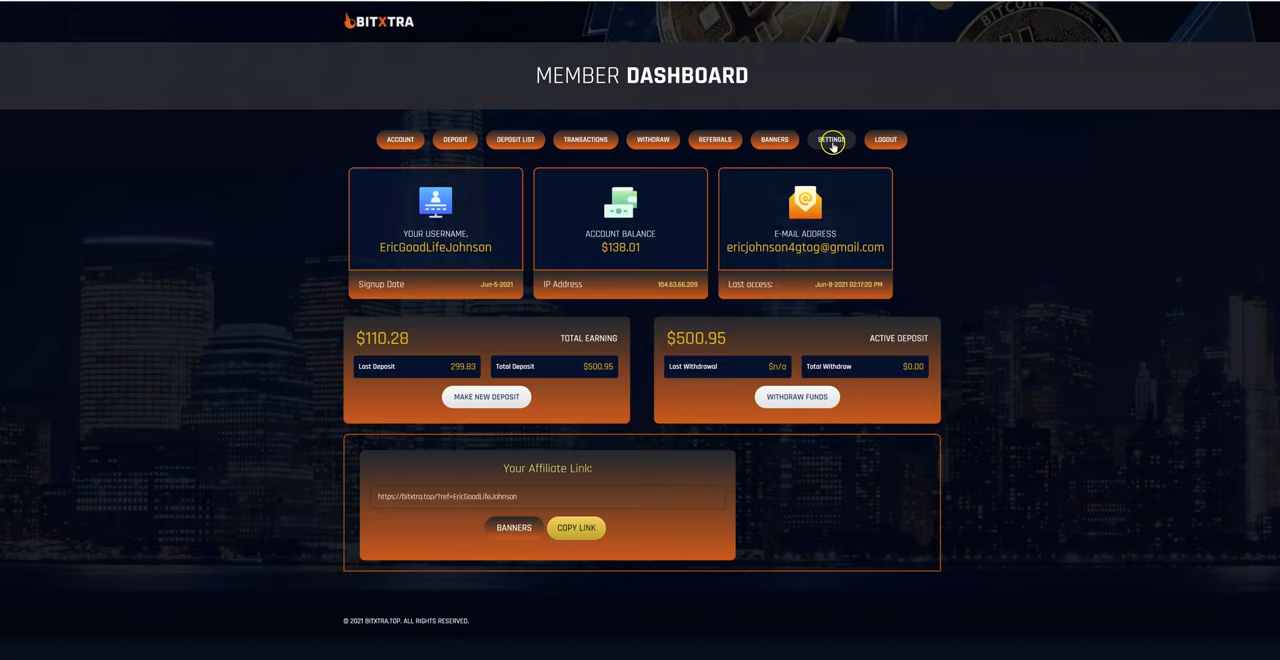 BITXTRA
BITCOIN
MEMBER DASHBOARD
ACCOUNT DEPOSIT DEPOSIT LIST TRANSACTIONS WITHDRAW REFERRALS BANNERS SETTINGS LOGOUT
YOUR USERNAME, ACCOUNT BALANCE E-MAIL ADDRESS
EricGoodLifeJohnson $138.01 ericjohnson4gtog@gmail.com
Signup Date Jun-5-2021 IP Address 104.63.66.209 Last access: Jun-8-2021 02:17:20 PM
$110.28 TOTAL EARNING $500.95 ACTIVE DEPOSIT
Last Deposit 299.83 Total Deposit $500.95 Last Withdrawal $n/a Total Withdraw $0.00
MAKE NEW DEPOSIT WITHDRAW FUNDS
Your Affiliate Link:
https://bitxtra.top/?ref=EricGoodLifeJohnson
BANNERS COPY LINK
© 2021 BITXTRA.TOP. ALL RIGHTS RESERVED.